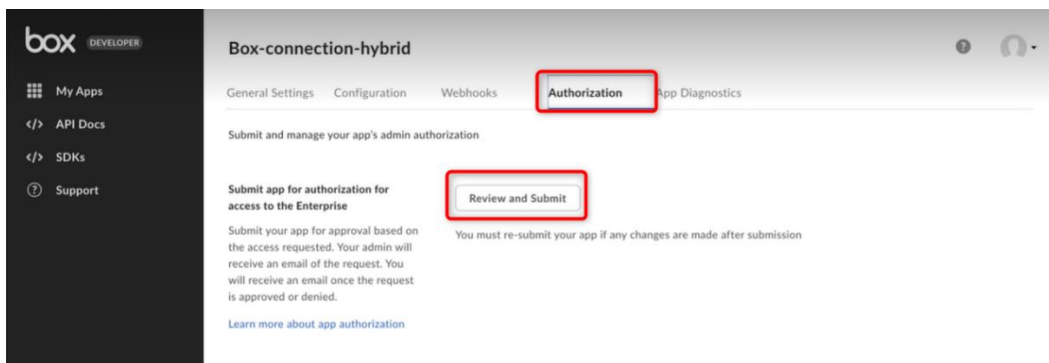 box DEVELOPER
My Apps
</> API Docs
</> SDKs
? Support
Box-connection-hybrid
?
General Settings Configuration Webhooks Authorization App Diagnostics
Submit and manage your app's admin authorization
Submit app for authorization for
access to the Enterprise
Review and Submit
Submit your app for approval based on
the access requested. Your admin will
receive an email of the request. You
will receive an email once the request
is approved or denied.
You must re-submit your app if any changes are made after submission
Learn more about app authorization